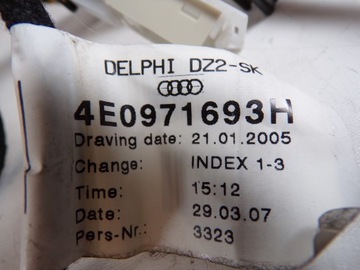 DELPHI DZ2-SK
4E0971693H
Draving date: 21.01.2005
Change: INDEX 1-3
Time: 15:12
Date: 29.03.07
Pers-Nr.: 3323